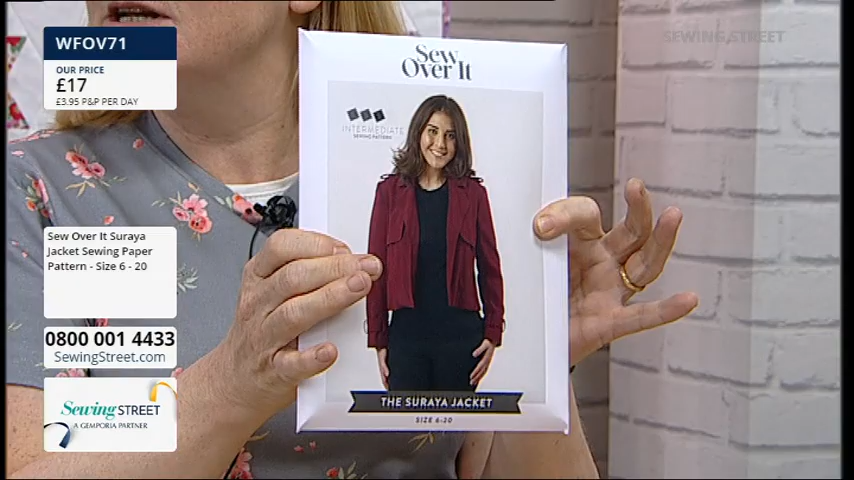 WFOV71
OUR PRICE
£17
£3.95 P&P PER DAY
Sew Over It Suraya
Jacket Sewing Paper
Pattern - Size 6 - 20
0800 001 4433
SewingStreet.com
Sewing STREET
A GEMPORIA PARTNER
Sew
Over It
INTERMEDIATE
SEWING PATTERN
THE SURAYA JACKET
SIZE 6-20
SEWING STREET